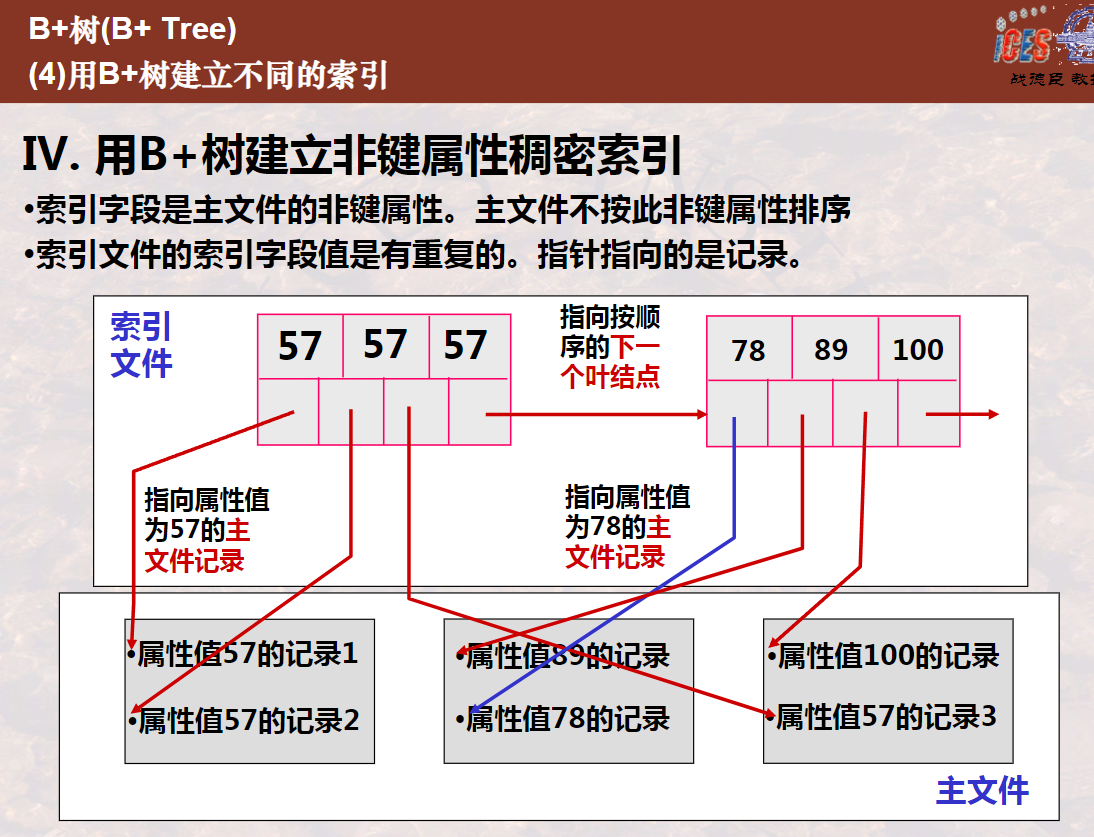 B+树(B+ Tree)
(4)用B+树建立不同的索引
ICES
战德臣 教
IV. 用B+树建立非键属性稠密索引
•索引字段是主文件的非键属性。主文件不按此非键属性排序
•索引文件的索引字段值是有重复的。指针指向的是记录。
索引
文件
57 57 57
指向按顺
序的下一
个叶结点
78 89 100
指向属性值
为57的主
文件记录
指向属性值
为78的主
文件记录
•属性值57的记录1
•属性值57的记录2
•属性值89的记录
•属性值78的记录
•属性值100的记录
•属性值57的记录3
主文件